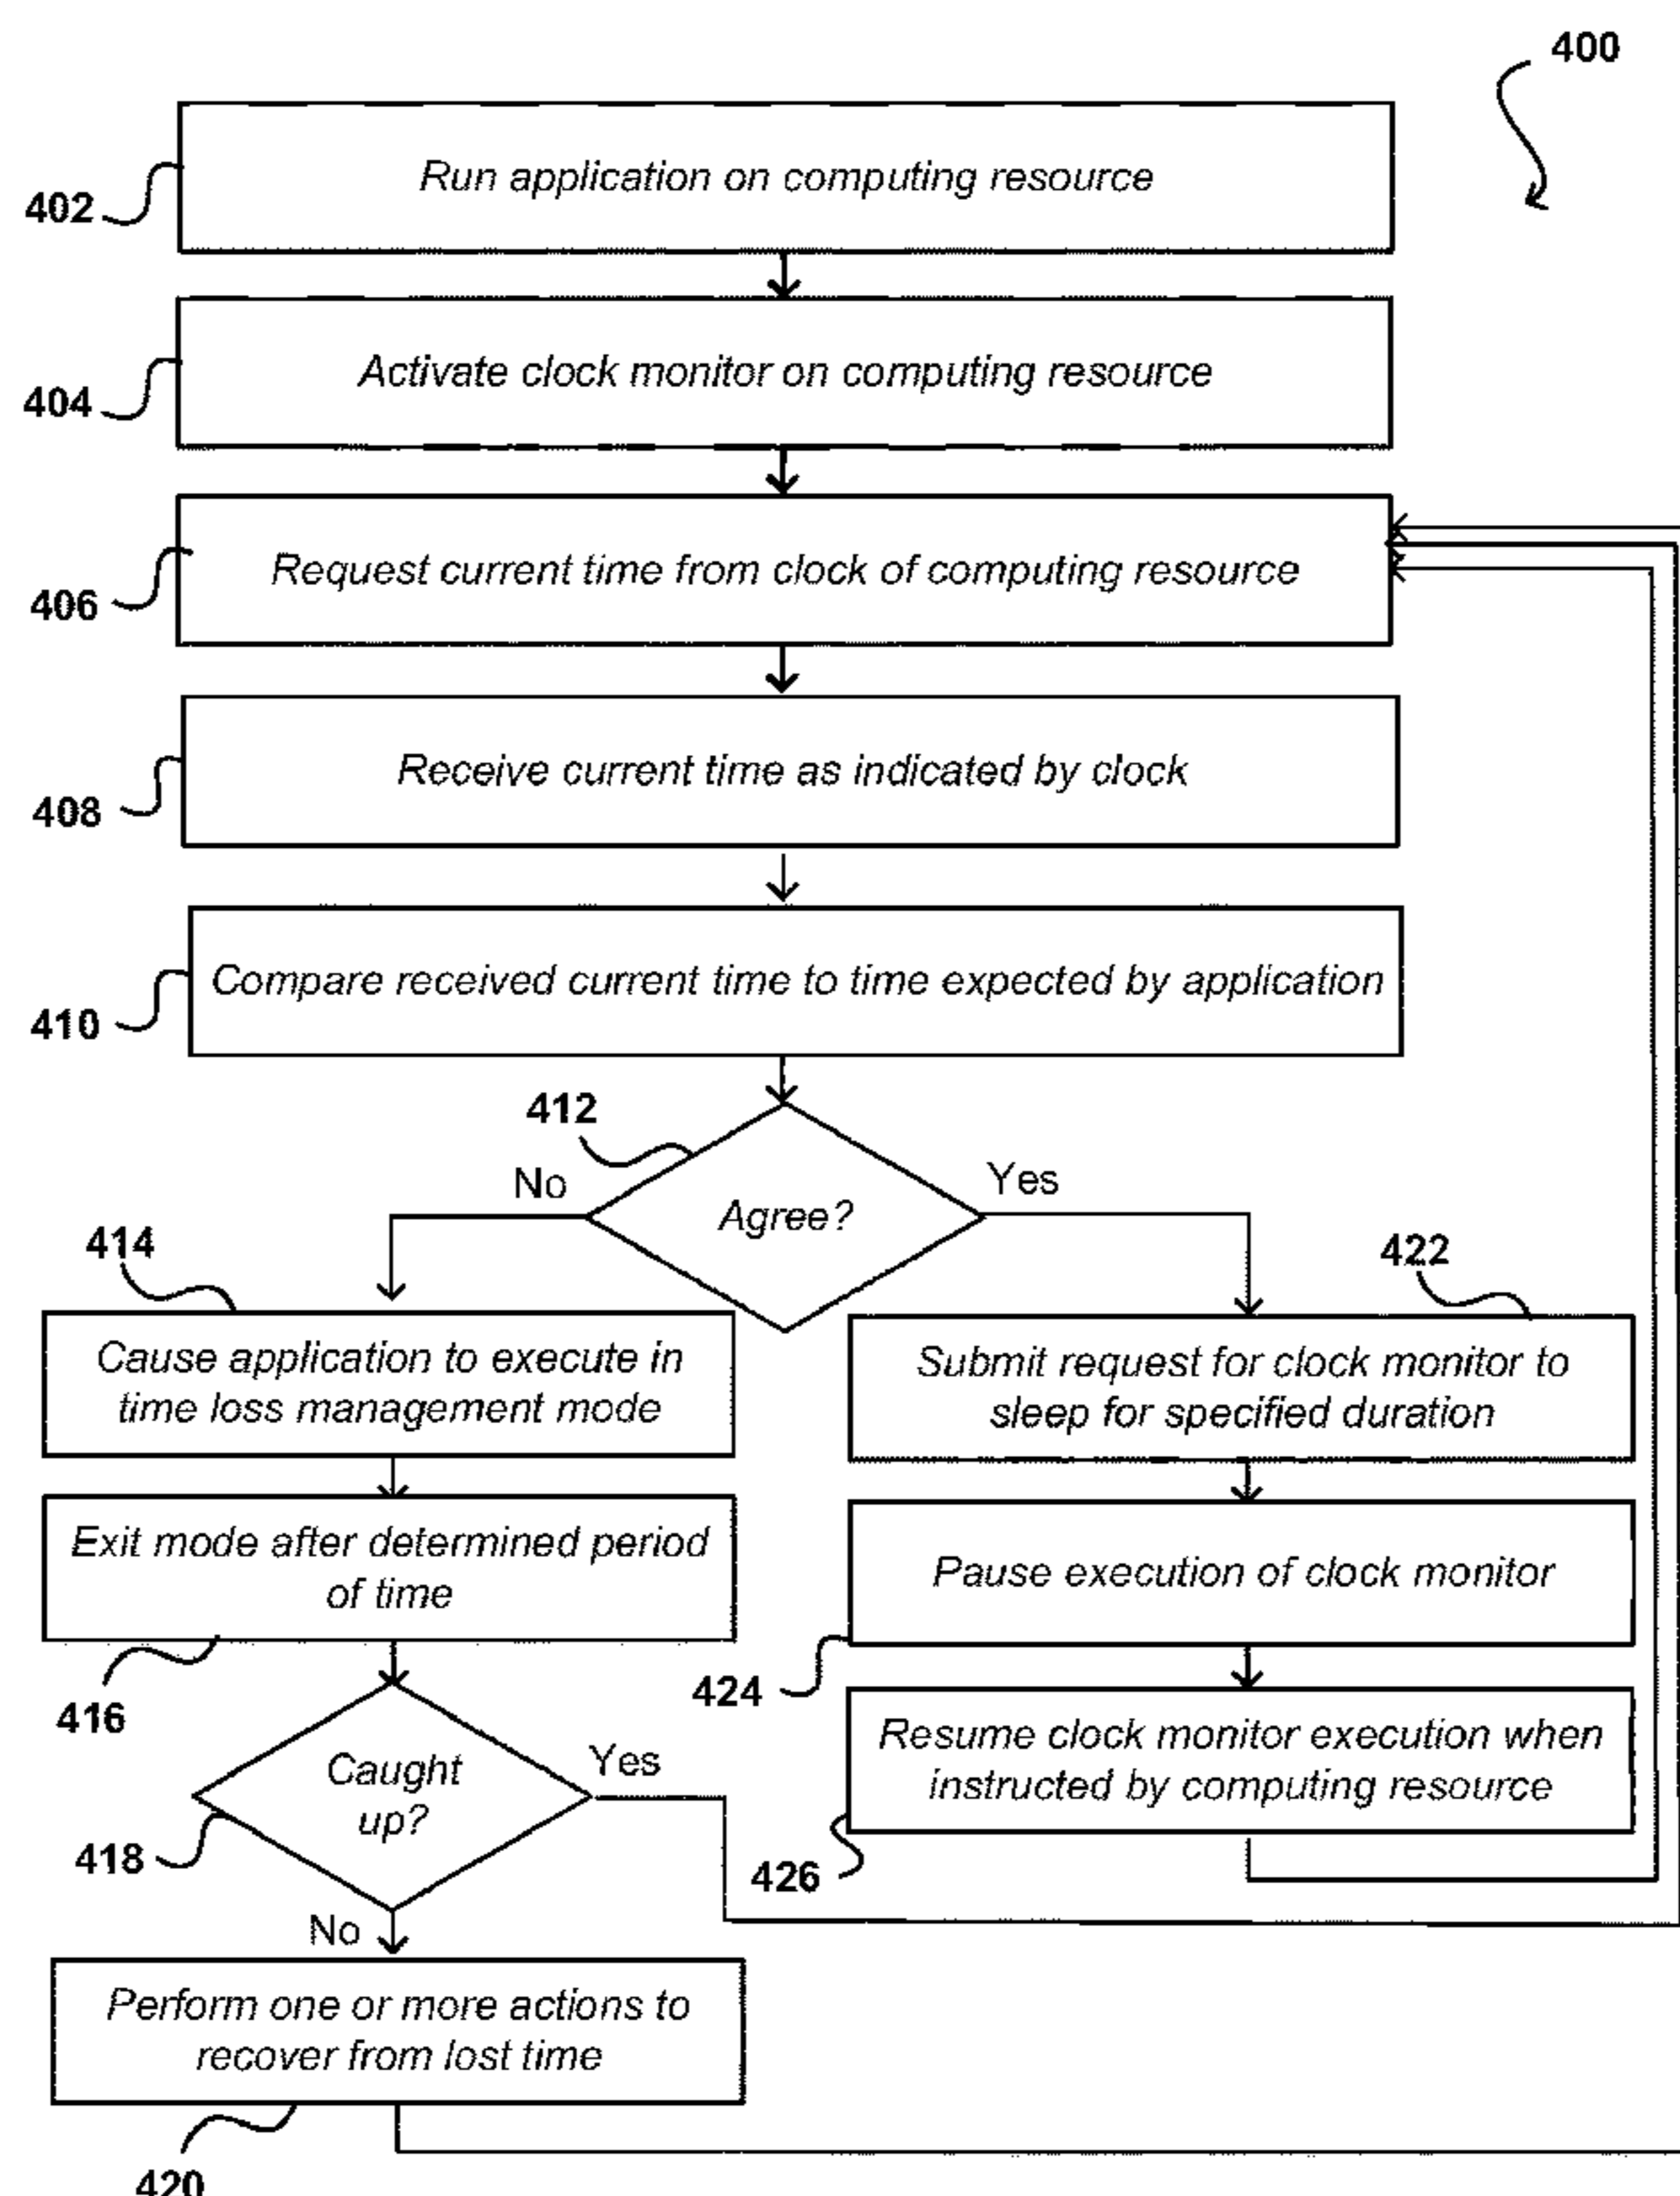 400
Run application on computing resource
402
Activate clock monitor on computing resource
404
Request current time from clock of computing resource
406
Receive current time as indicated by clock
408
Compare received current time to time expected by application
410
412
No
Yes
Agree?
414
422
Cause application to execute in
time loss management mode
Submit request for clock monitor to
sleep for specified duration
Exit mode after determined period
of time
Pause execution of clock monitor
416
424
Caught
up?
Yes
Resume clock monitor execution when
instructed by computing resource
418
426
No
Perform one or more actions to
recover from lost time
420